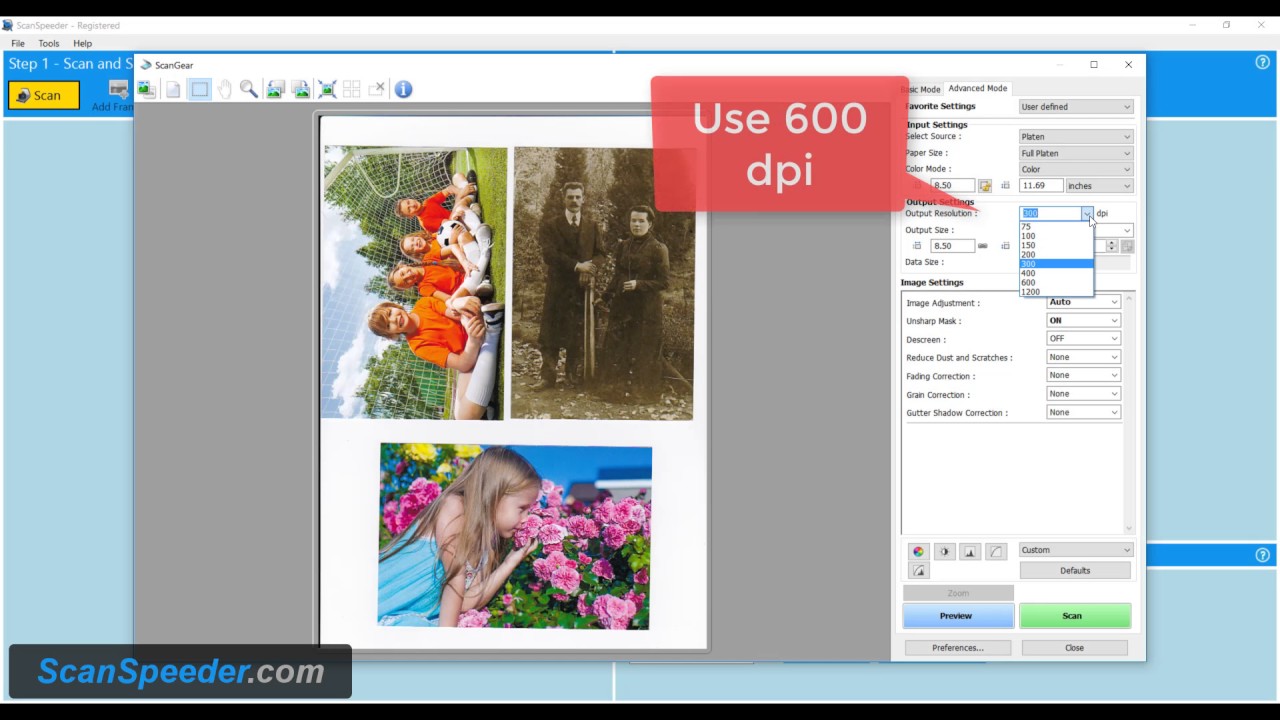 ScanSpeeder - Registered
File Tools Help
Step 1 - Scan and S
Scan
Add Fran
ScanGear
Use 600
dpi
Basic Mode Advanced Mode
Favorite Settings User defined
Input Settings
Select Source : Platen
Paper Size : Full Platen
Color Mode : Color
8.50 11.69 inches
Output Settings
Output Resolution : 300 dpi
75
Output Size :
100
150
8.50
200
Data Size :
300
400
600
1200
Image Settings
Image Adjustment : Auto
Unsharp Mask : ON
Descreen : OFF
Reduce Dust and Scratches : None
Fading Correction : None
Grain Correction : None
Gutter Shadow Correction : None
Custom
Defaults
Zoom
Preview Scan
Preferences... Close
ScanSpeeder.com